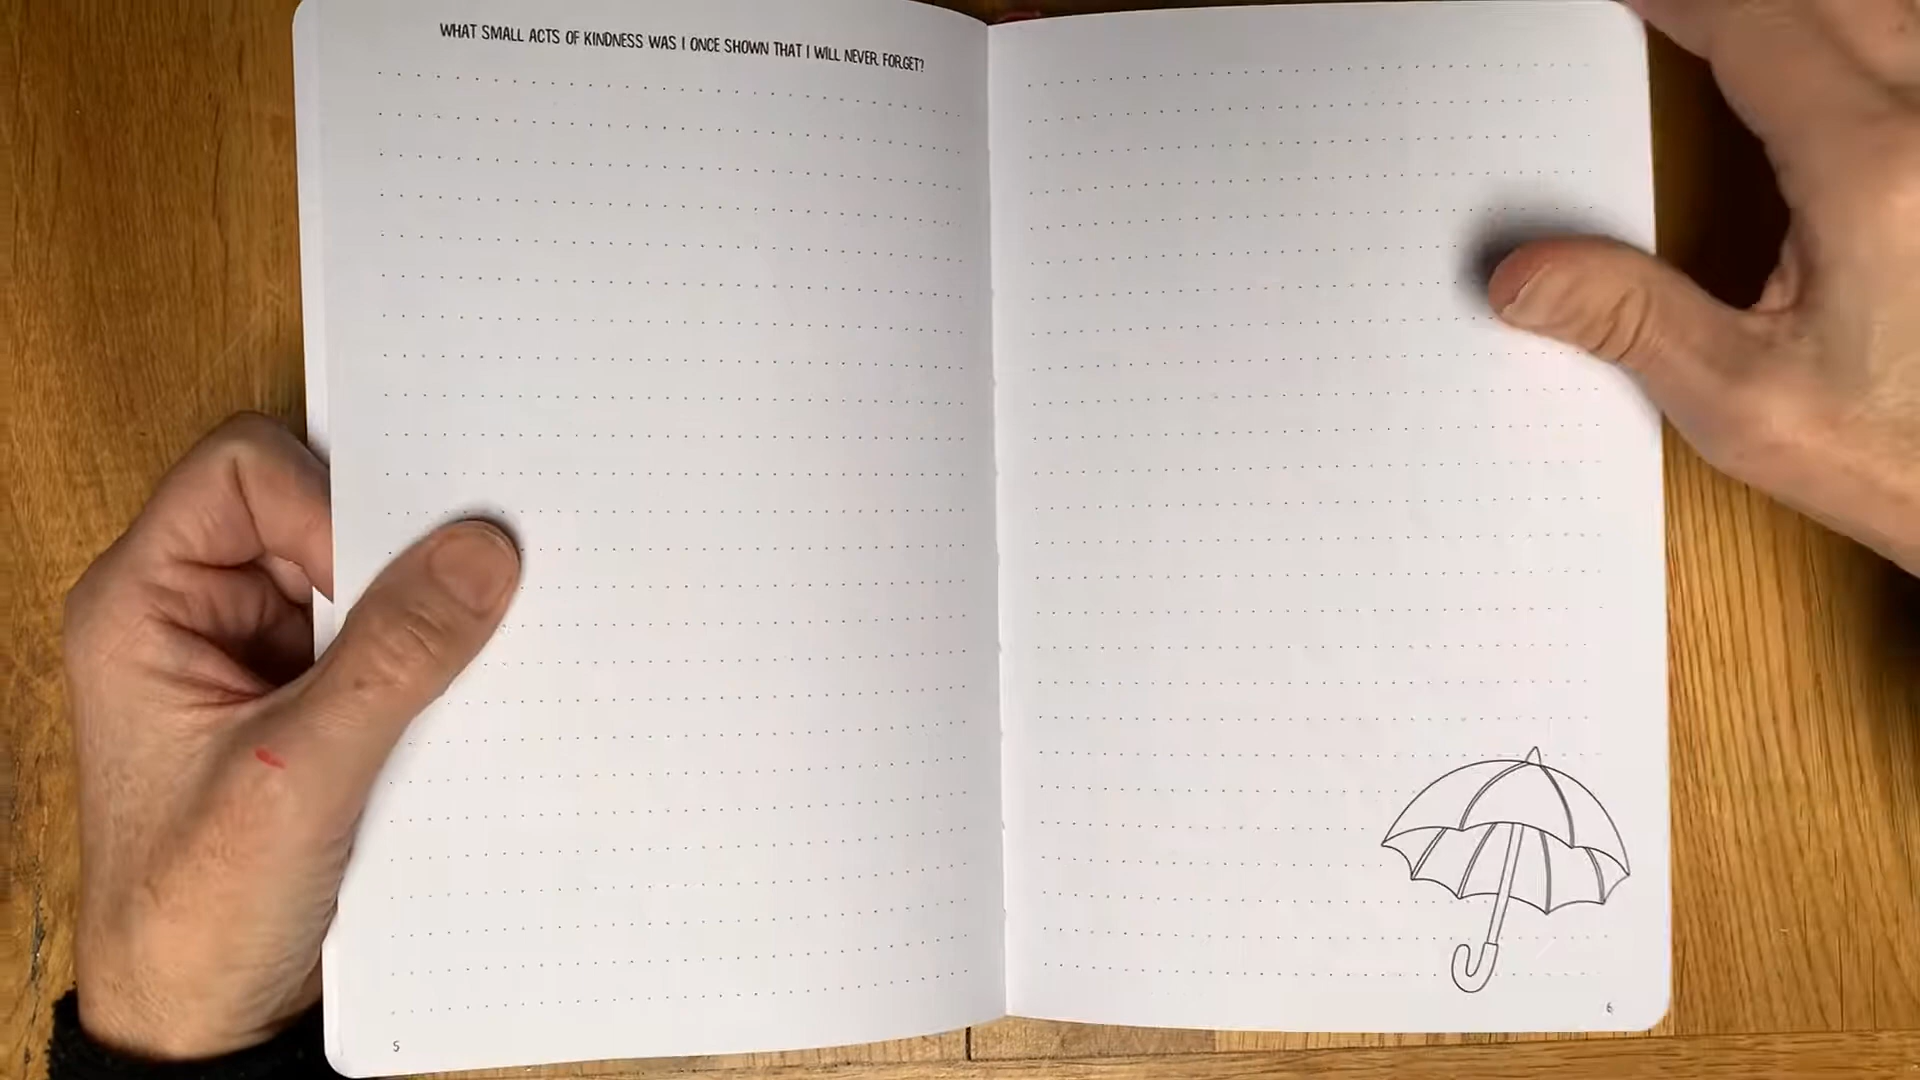 WHAT SMALL ACTS OF KINDNESS WAS I ONCE SHOWN THAT I WILL NEVER FORGET?
5
6